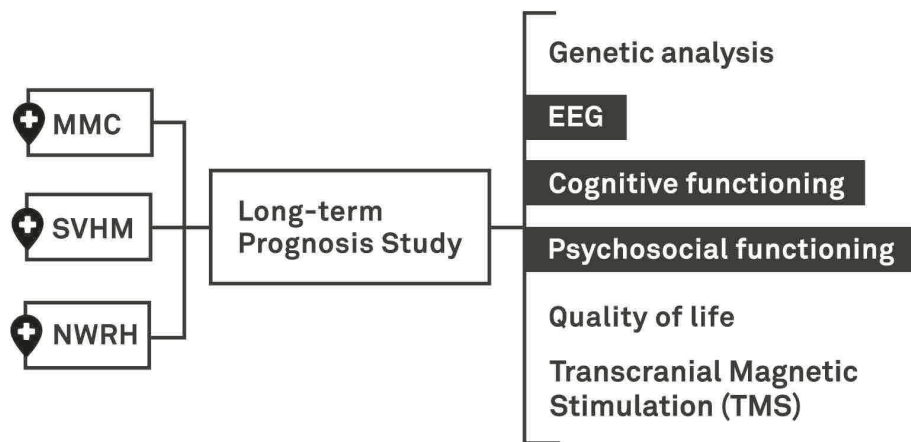 MMC
SVHM
NWRH
Long-term
Prognosis Study
Genetic analysis
EEG
Cognitive functioning
Psychosocial functioning
Quality of life
Transcranial Magnetic
Stimulation (TMS)